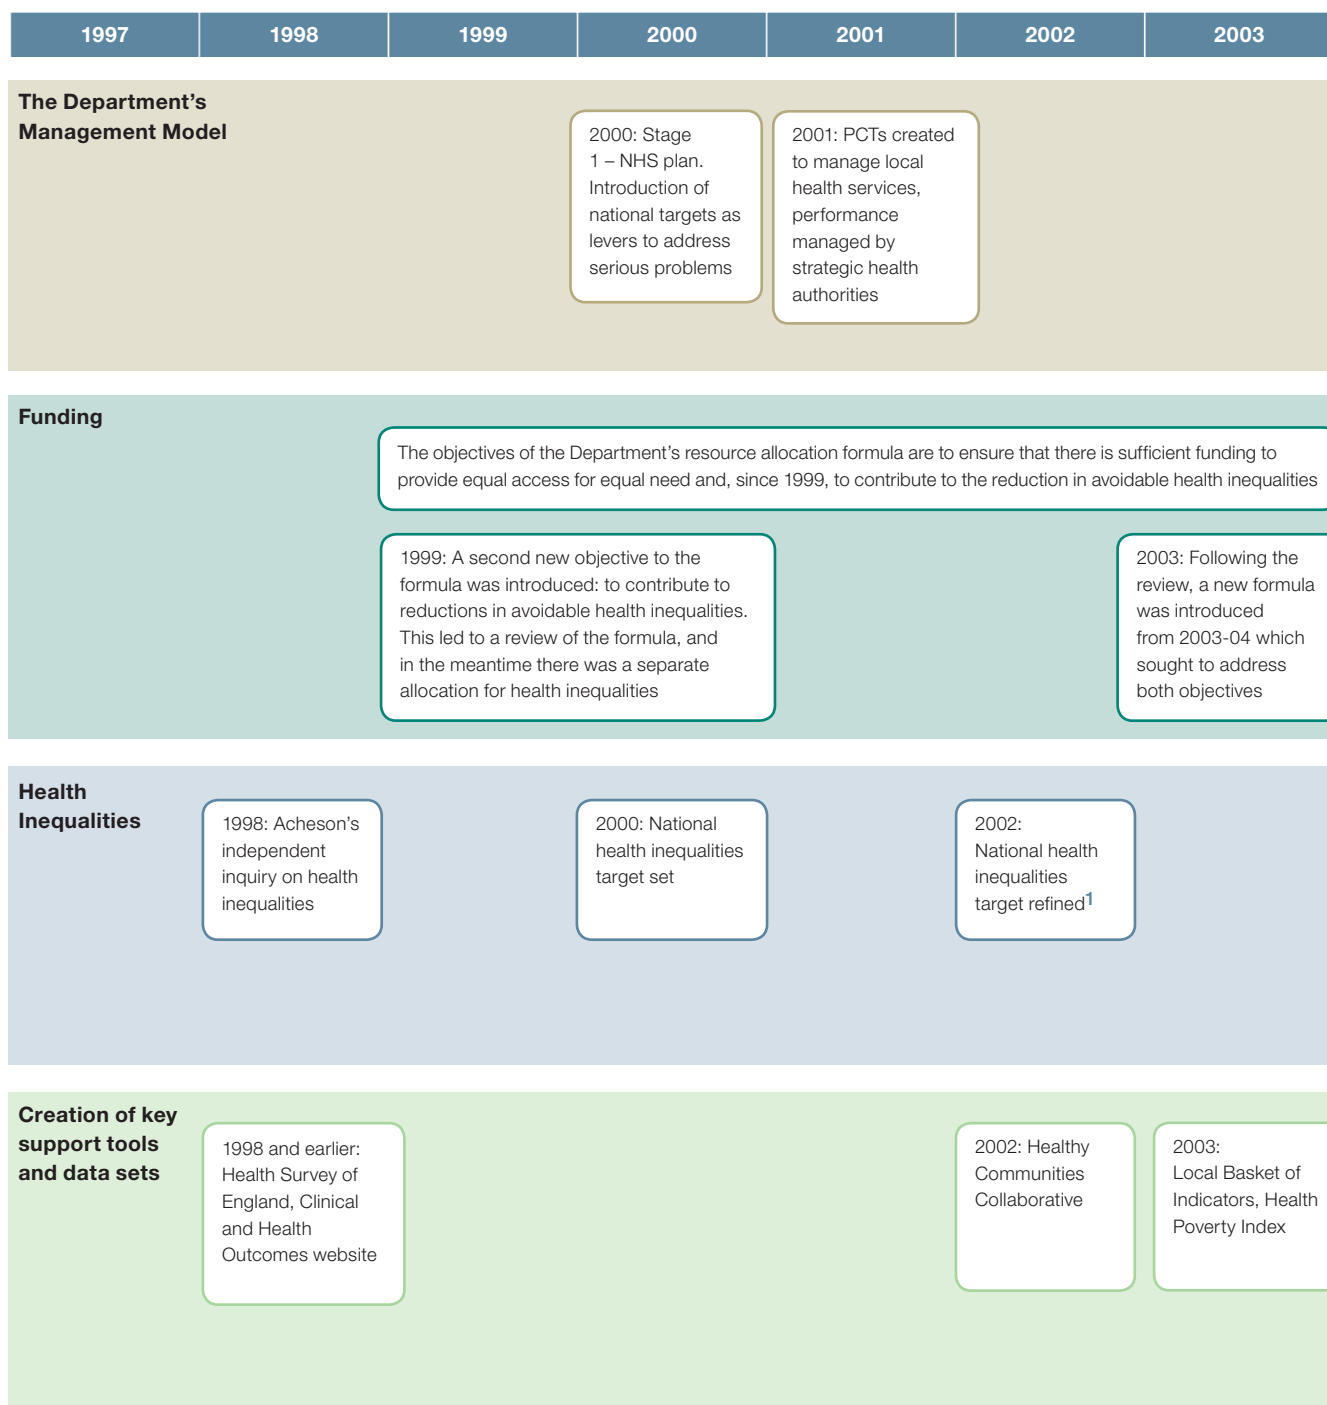 1997 1998 1999 2000 2001 2002 2003
The Department’s
Management Model
2000: Stage
1 – NHS plan.
Introduction of
national targets as
levers to address
serious problems
2001: PCTs created
to manage local
health services,
performance
managed by
strategic health
authorities
Funding
The objectives of the Department’s resource allocation formula are to ensure that there is sufficient funding to
provide equal access for equal need and, since 1999, to contribute to the reduction in avoidable health inequalities
1999: A second new objective to the
formula was introduced: to contribute to
reductions in avoidable health inequalities.
This led to a review of the formula, and
in the meantime there was a separate
allocation for health inequalities
2003: Following the
review, a new formula
was introduced
from 2003-04 which
sought to address
both objectives
Health
Inequalities
1998: Acheson’s
independent
inquiry on health
inequalities
2000: National
health inequalities
target set
2002:
National health
inequalities
target refined1
Creation of key
support tools
and data sets
1998 and earlier:
Health Survey of
England, Clinical
and Health
Outcomes website
2002: Healthy
Communities
Collaborative
2003:
Local Basket of
Indicators, Health
Poverty Index